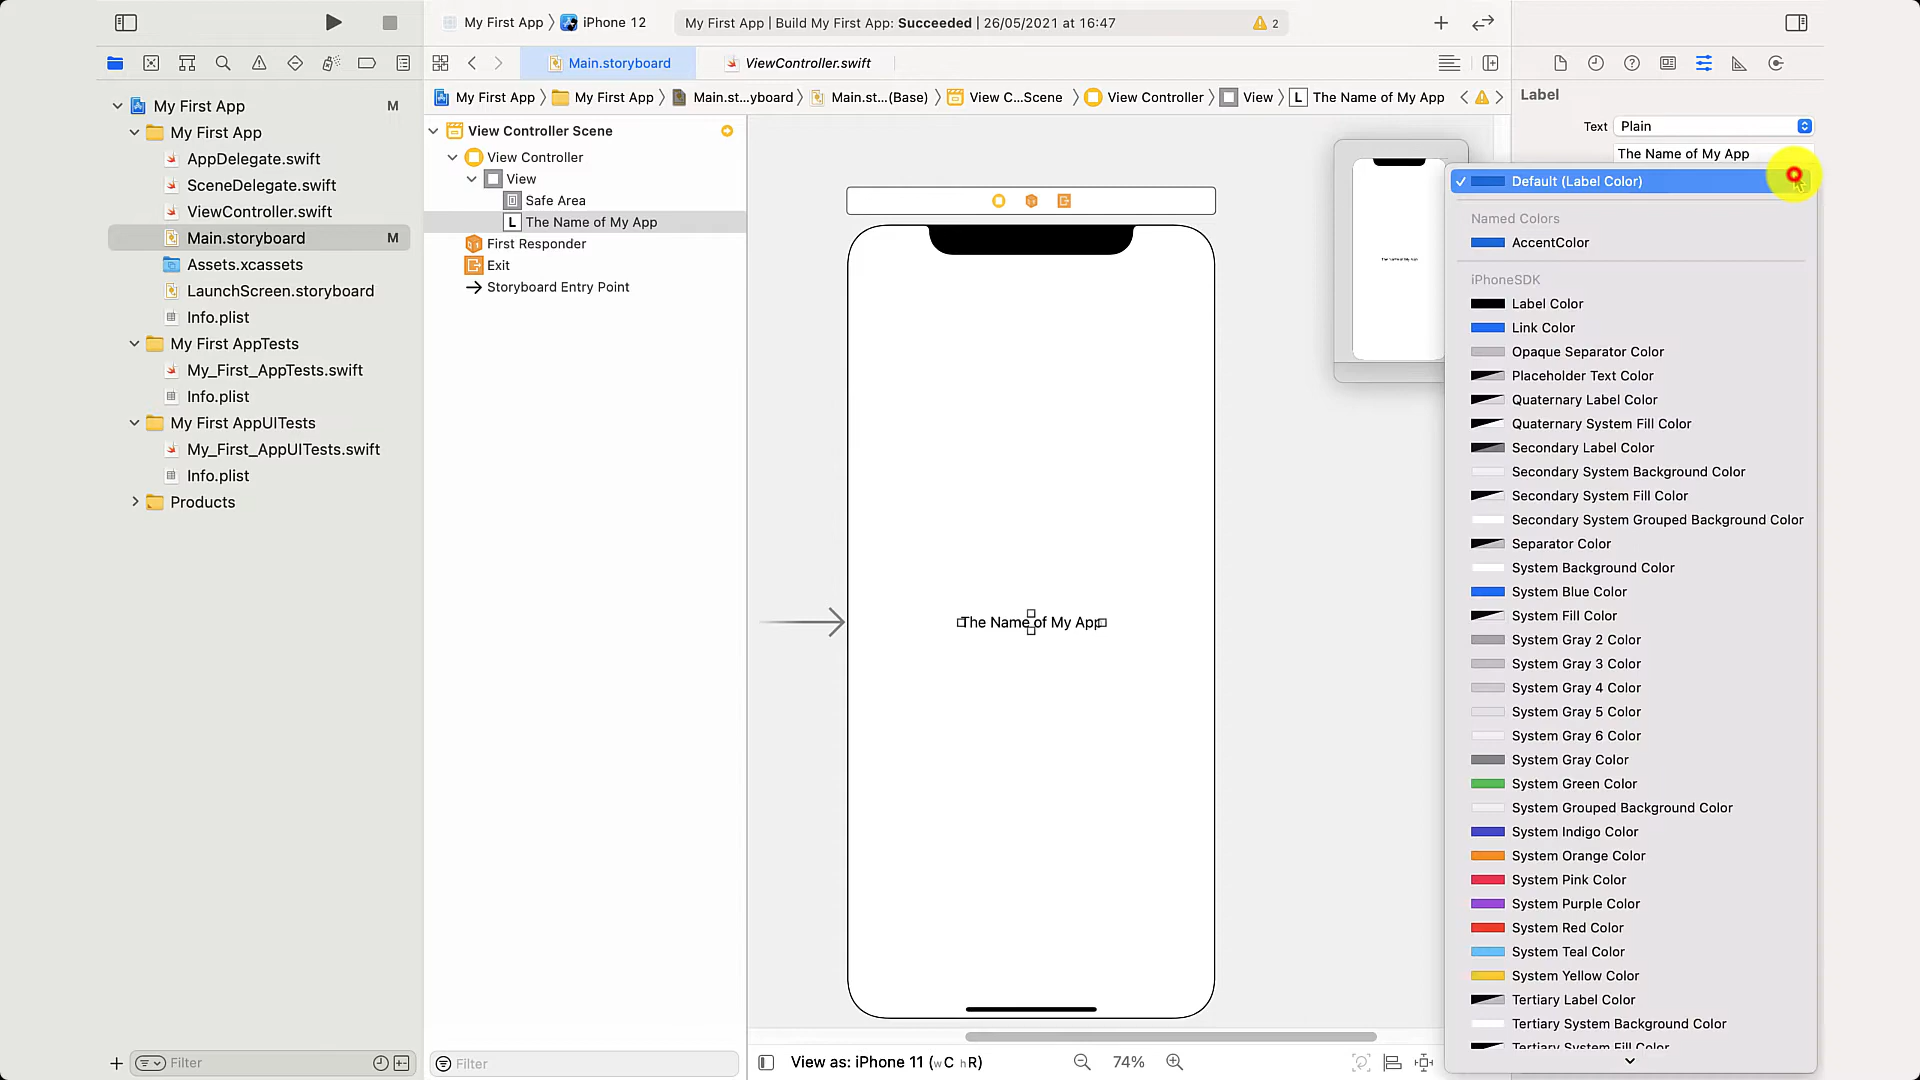 My First App
iPhone 12
My First App | Build My First App: Succeeded | 26/05/2021 at 16:47
2
Main.storyboard
ViewController.swift
My First App
My First App
Main.st...yboard
Main.st...(Base)
View C...Scene
View Controller
View
L
The Name of My App
My First App
M
My First App
AppDelegate.swift
SceneDelegate.swift
ViewController.swift
Main.storyboard
M
Assets.xcassets
LaunchScreen.storyboard
Info.plist
My First AppTests
My_First_AppTests.swift
Info.plist
My First AppUITests
My_First_AppUITests.swift
Info.plist
Products
Filter
View Controller Scene
View Controller
View
Safe Area
L
The Name of My App
First Responder
Exit
Storyboard Entry Point
Filter
The Name of My App
The Name of My App
View as: iPhone 11 (wC hR)
74%
Label
Text
Plain
The Name of My App
Default (Label Color)
Named Colors
AccentColor
iPhoneSDK
Label Color
Link Color
Opaque Separator Color
Placeholder Text Color
Quaternary Label Color
Quaternary System Fill Color
Secondary Label Color
Secondary System Background Color
Secondary System Fill Color
Secondary System Grouped Background Color
Separator Color
System Background Color
System Blue Color
System Fill Color
System Gray 2 Color
System Gray 3 Color
System Gray 4 Color
System Gray 5 Color
System Gray 6 Color
System Gray Color
System Green Color
System Grouped Background Color
System Indigo Color
System Orange Color
System Pink Color
System Purple Color
System Red Color
System Teal Color
System Yellow Color
Tertiary Label Color
Tertiary System Background Color
Tertiary System Fill Color